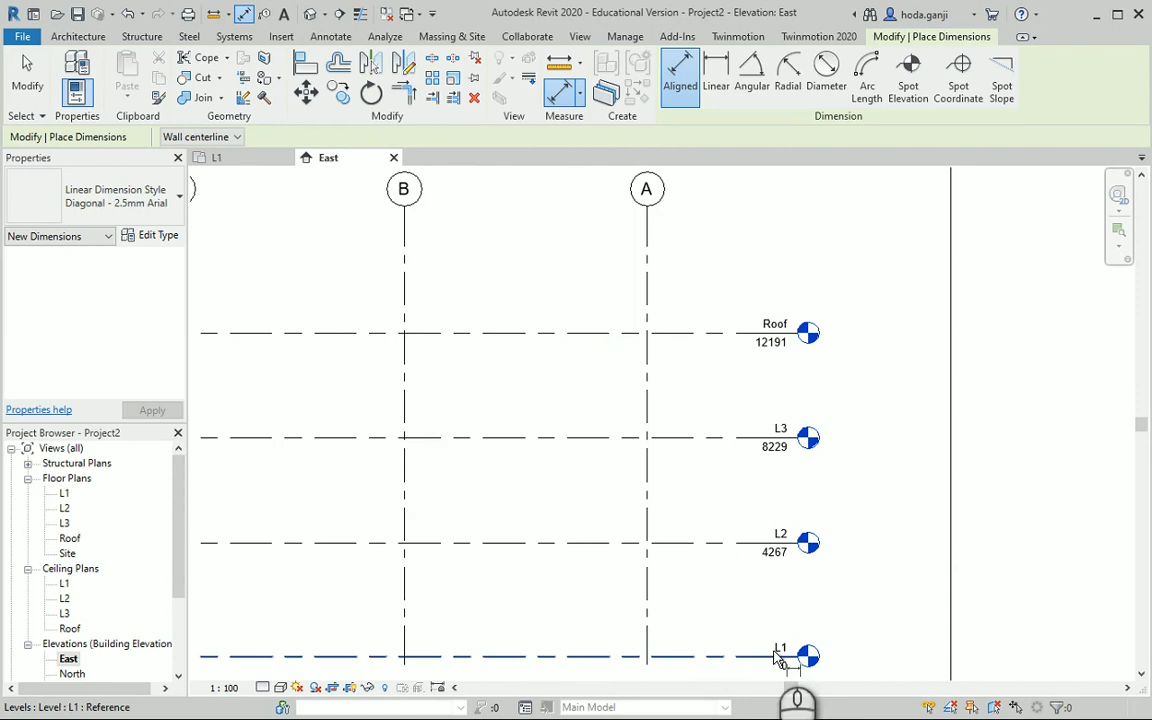 Autodesk Revit 2020 - Educational Version - Project2 - Elevation: East
hoda.ganji
File Architecture Structure Steel Systems Insert Annotate Analyze Massing & Site Collaborate View Manage Add-Ins Twinmotion Twinmotion 2020 Modify | Place Dimensions
Modify Paste Cope Cut Join Aligned Linear Angular Radial Diameter Arc Length Spot Elevation Spot Coordinate Spot Slope
Select Properties Clipboard Geometry Modify View Measure Create Dimension
Modify | Place Dimensions Wall centerline
Properties L1 East
Linear Dimension Style
Diagonal - 2.5mm Arial
New Dimensions Edit Type
Properties help Apply
Project Browser - Project2
Views (all)
Structural Plans
Floor Plans
L1
L2
L3
Roof
Site
Ceiling Plans
L1
L2
L3
Roof
Elevations (Building Elevation
East
North
B A
Roof
12191
L3
8229
L2
4267
L1
2D
1 : 100
Levels : Level : L1 : Reference :0 Main Model :0